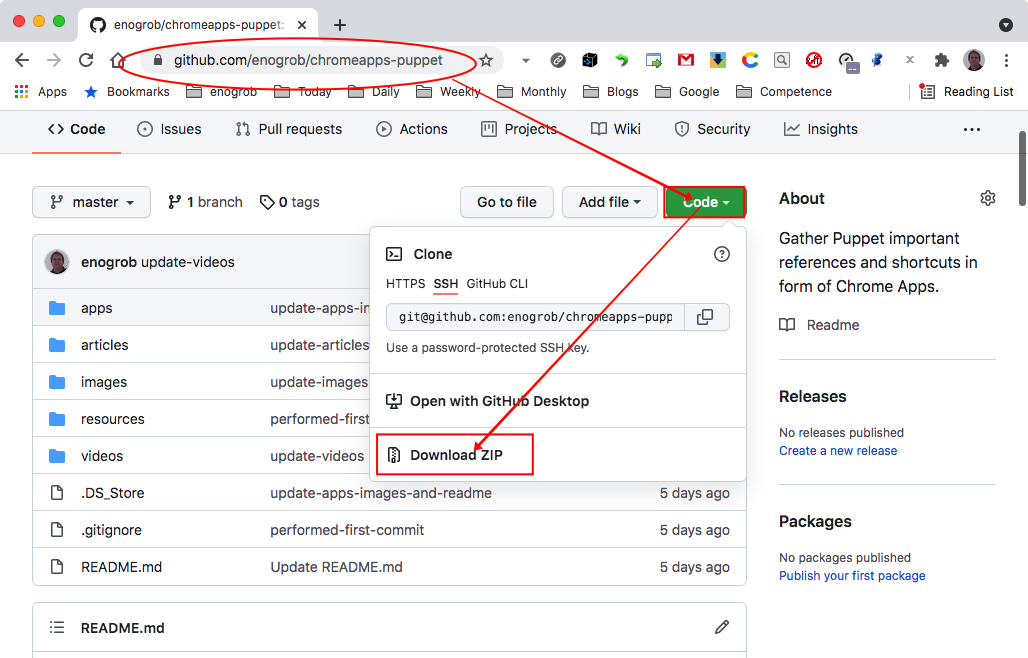 enogrob/chromeapps-puppet:
github.com/enogrob/chromeapps-puppet
Apps Bookmarks enogrob Today Daily Weekly Monthly Blogs Google Competence Reading List
Code Issues Pull requests Actions Projects Wiki Security Insights
master 1 branch 0 tags Go to file Add file Code
enogrob update-videos
apps update-apps-in
articles update-articles
images update-images
resources performed-first
videos update-videos
.DS_Store update-apps-images-and-readme 5 days ago
.gitignore performed-first-commit 5 days ago
README.md Update README.md 5 days ago
README.md
Clone
HTTPS SSH GitHub CLI
git@github.com:enogrob/chromeapps-pupp
Use a password-protected SSH key.
Open with GitHub Desktop
Download ZIP
About
Gather Puppet important
references and shortcuts in
form of Chrome Apps.
Readme
Releases
No releases published
Create a new release
Packages
No packages published
Publish your first package